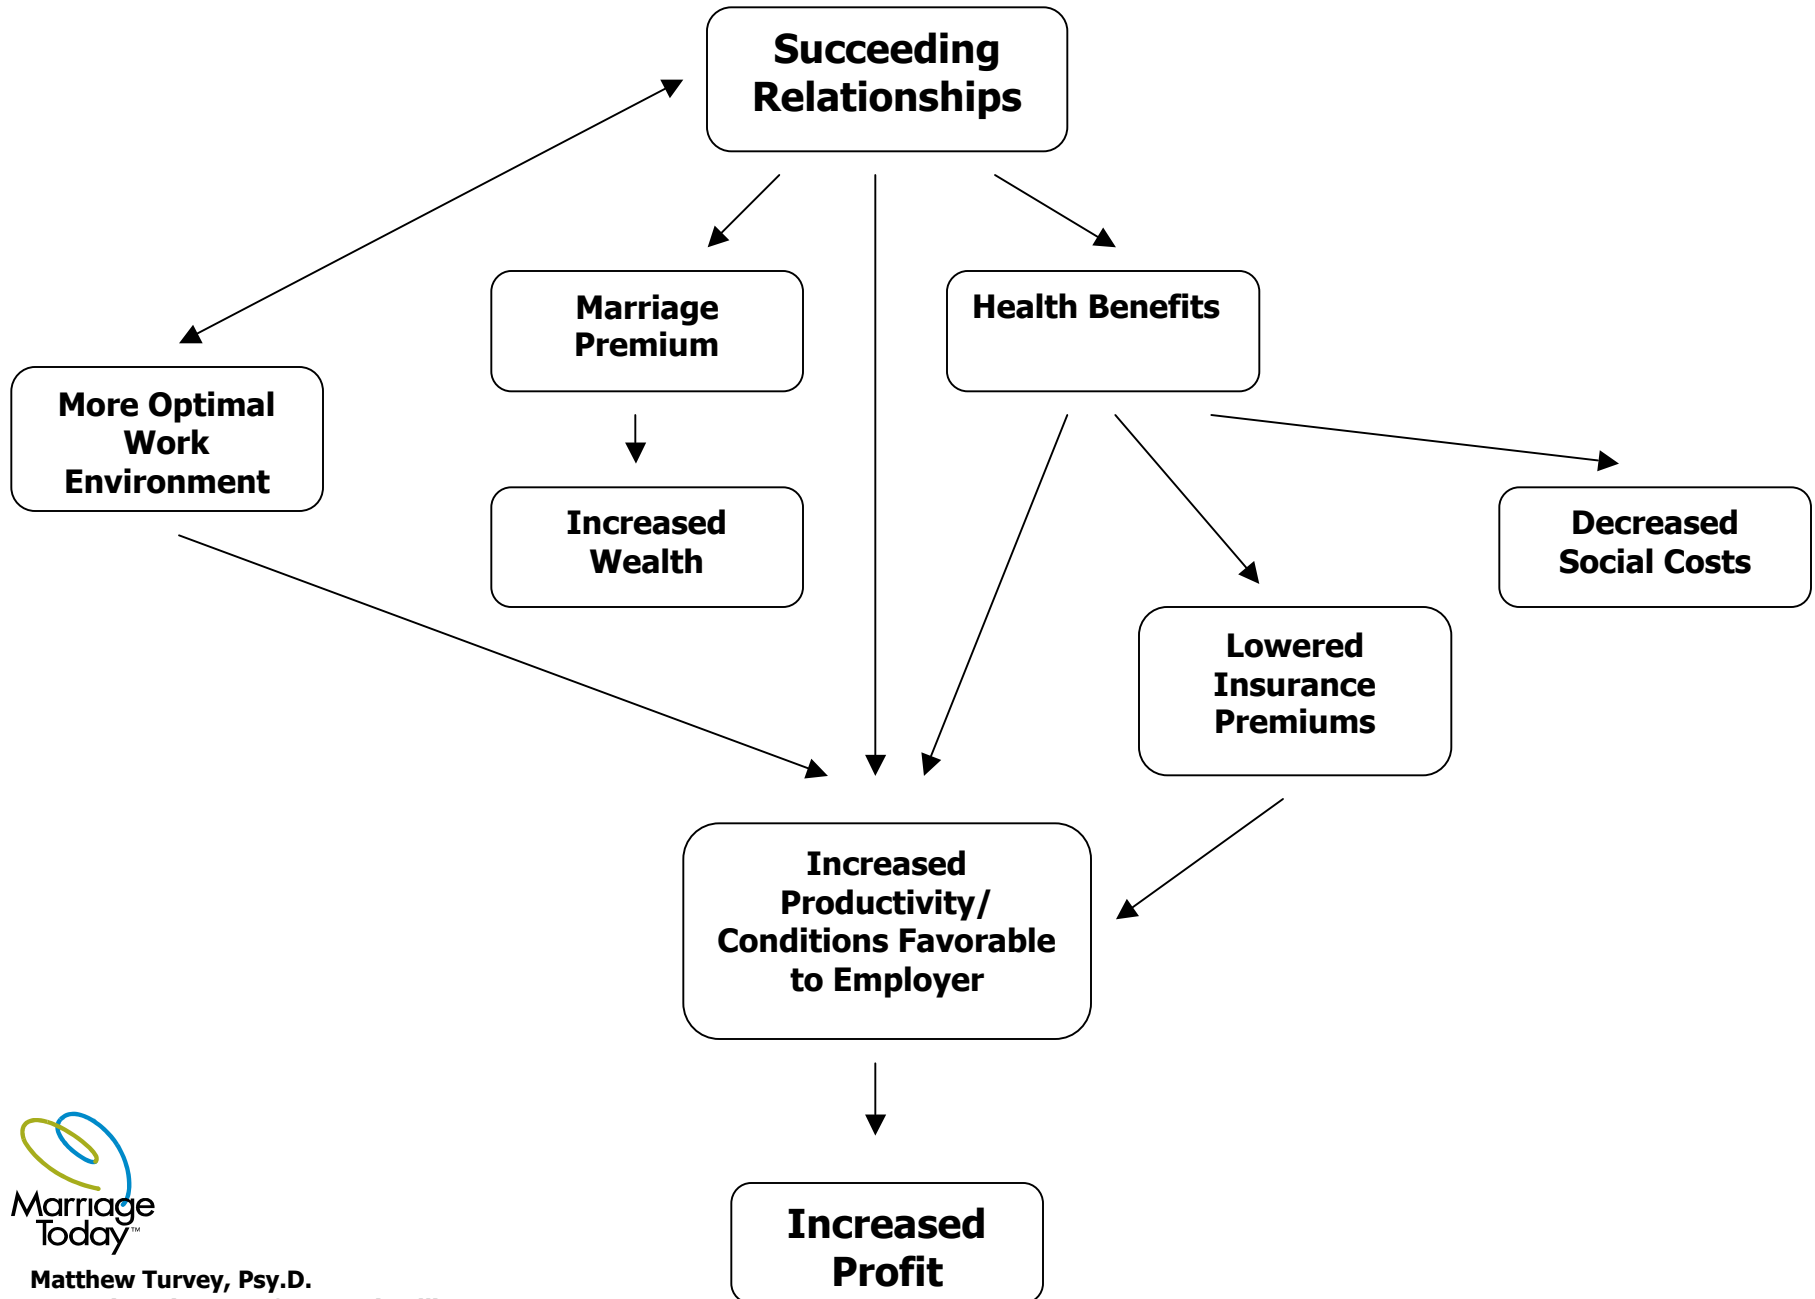 Succeeding
Relationships
Marriage
Premium
Health Benefits
More Optimal
Work
Environment
Increased
Wealth
Decreased
Social Costs
Lowered
Insurance
Premiums
Increased
Productivity/
Conditions Favorable
to Employer
Increased
Profit
Marriage
Today™
Matthew Turvey, Psy.D.